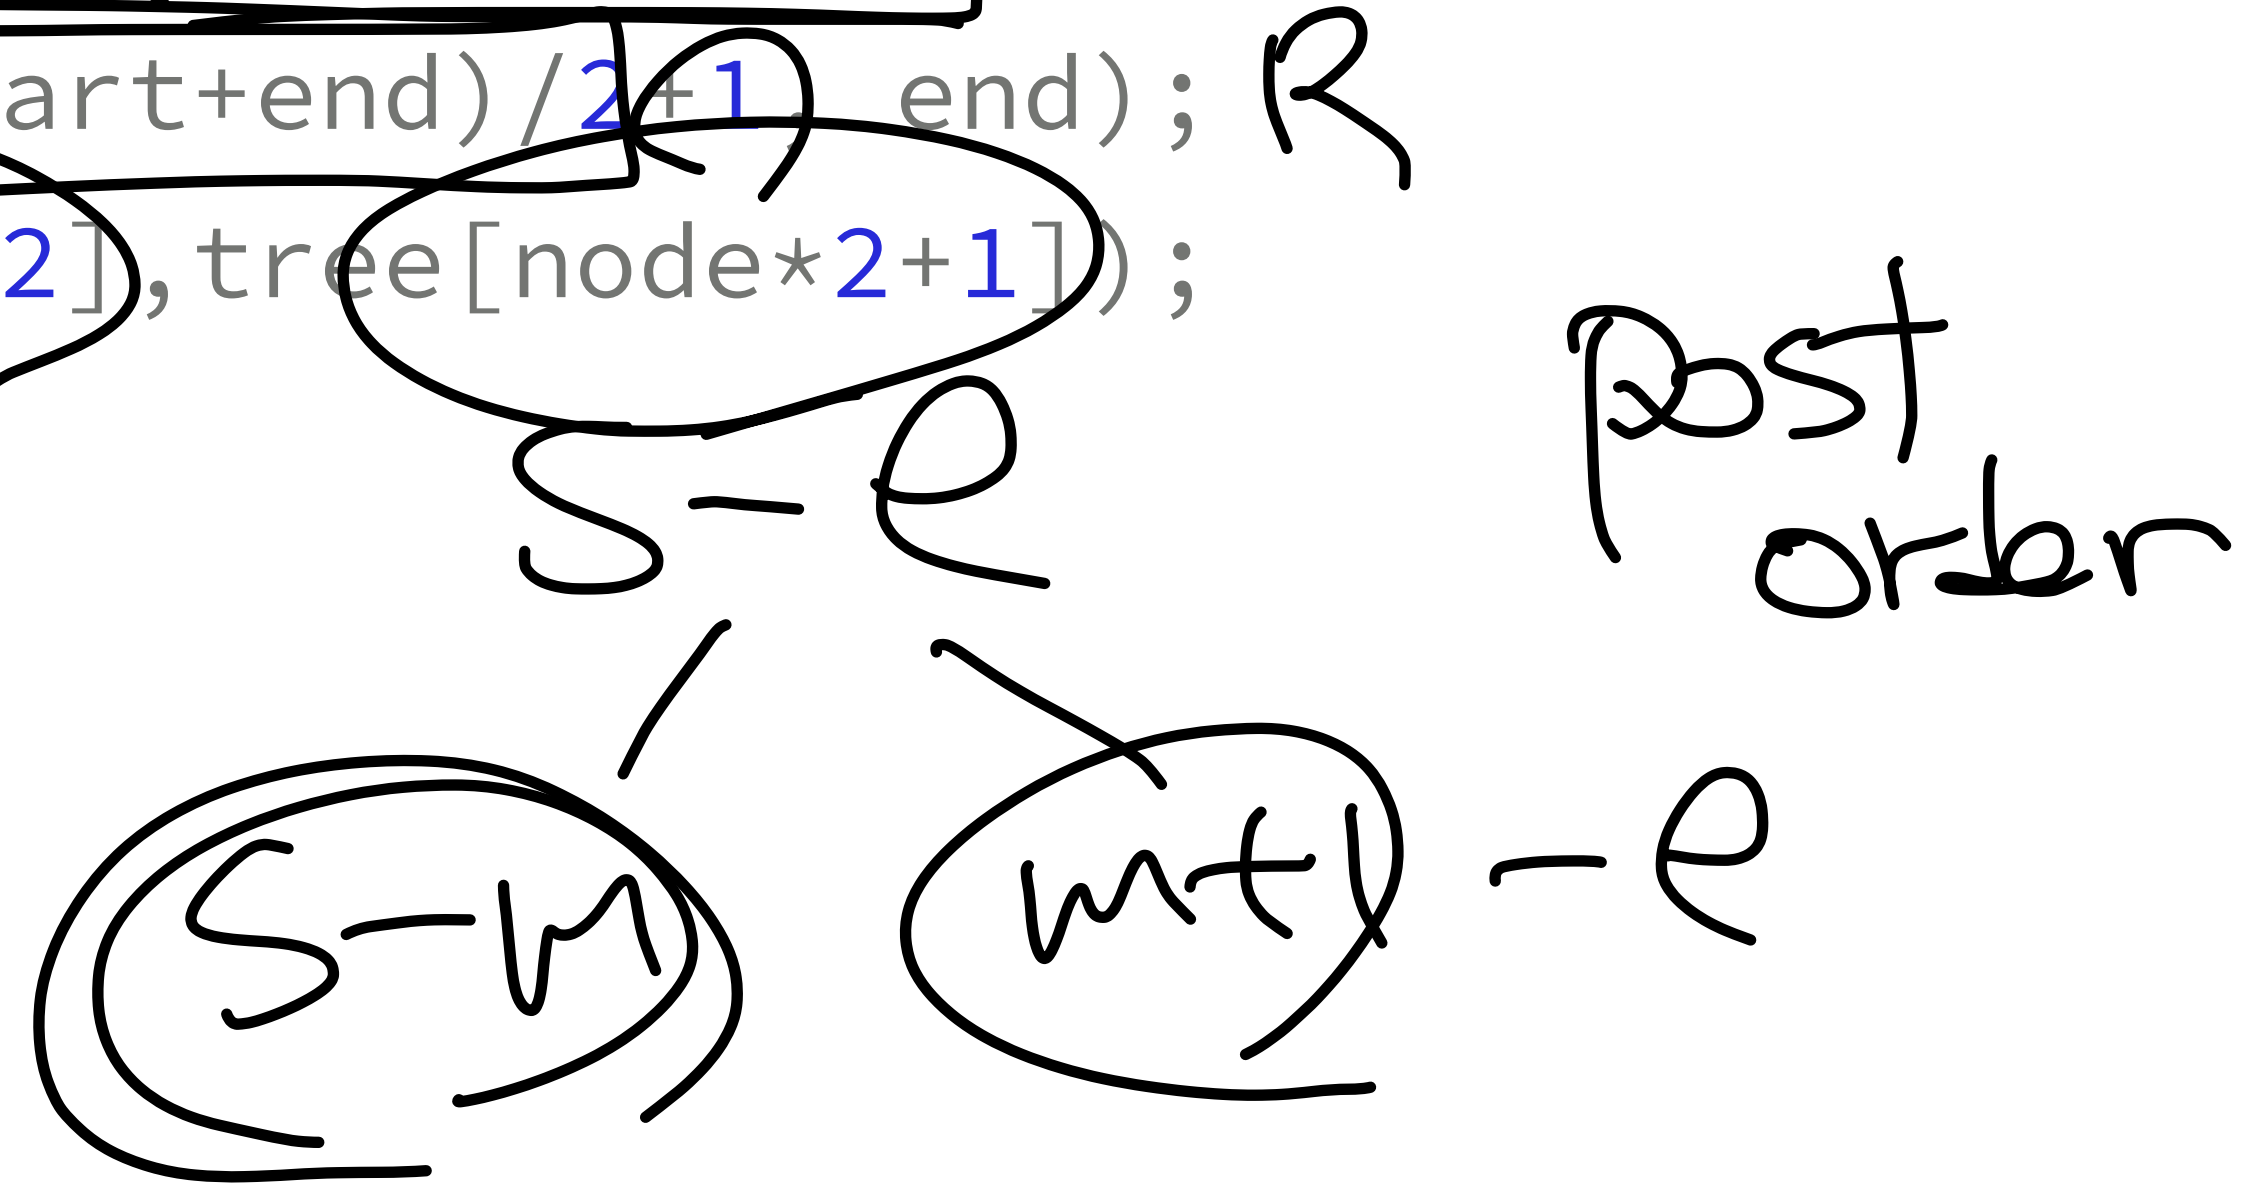 art+end)/2+1, end); R
2],tree[node*2+1]);
post
s-e
order
s-m
m+1 -e